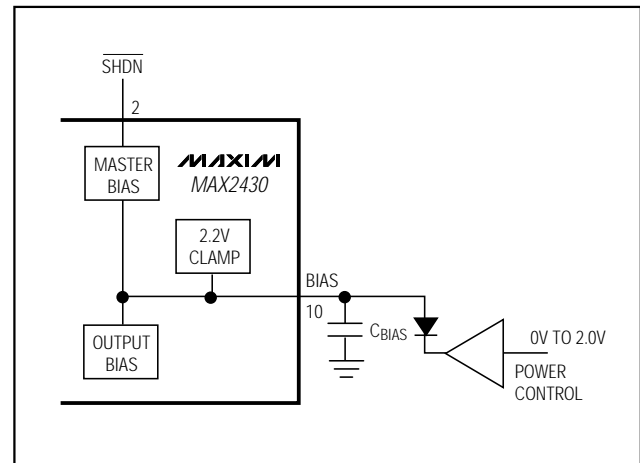 SHDN
2
MASTER
BIAS
MAXIM
MAX2430
2.2V
CLAMP
BIAS
10
CBIAS
OUTPUT
BIAS
0V TO 2.0V
POWER
CONTROL